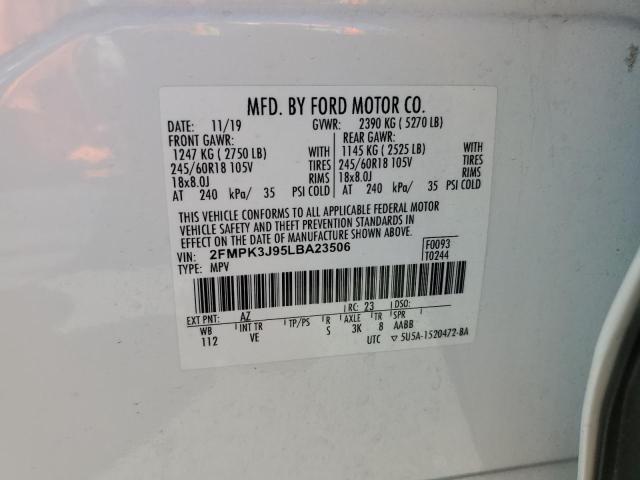 MFD. BY FORD MOTOR CO.
DATE: 11/19 GVWR: 2390 KG ( 5270 LB)
FRONT GAWR: REAR GAWR:
1247 KG ( 2750 LB) WITH 1145 KG ( 2525 LB) WITH
245/60R18 105V TIRES 245/60R18 105V TIRES
18x8.0J RIMS 18x8.0J RIMS
AT 240 kPa/ 35 PSI COLD AT 240 kPa/ 35 PSI COLD
THIS VEHICLE CONFORMS TO ALL APPLICABLE FEDERAL MOTOR
VEHICLE SAFETY AND THEFT PREVENTION STANDARDS IN
EFFECT ON THE DATE OF MANUFACTURE SHOWN ABOVE.
VIN: 2FMPK3J95LBA23506 F0093
TYPE: MPV T0244
EXT PNT: AZ RC: 23 DSO:
WB INT TR TP/PS R AXLE TR SPR
112 VE S 3K 8 AABB
UTC ▽ 5U5A-1520472-BA